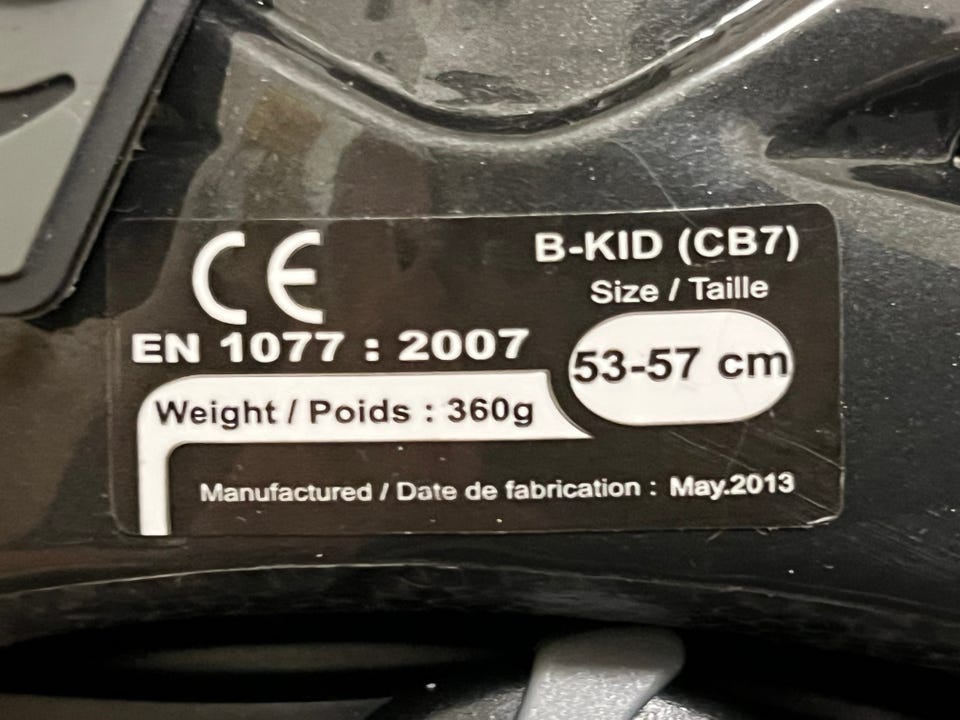 CE
B-KID (CB7)
Size / Taille
EN 1077 : 2007
53-57 cm
Weight / Poids : 360g
Manufactured / Date de fabrication : May.2013